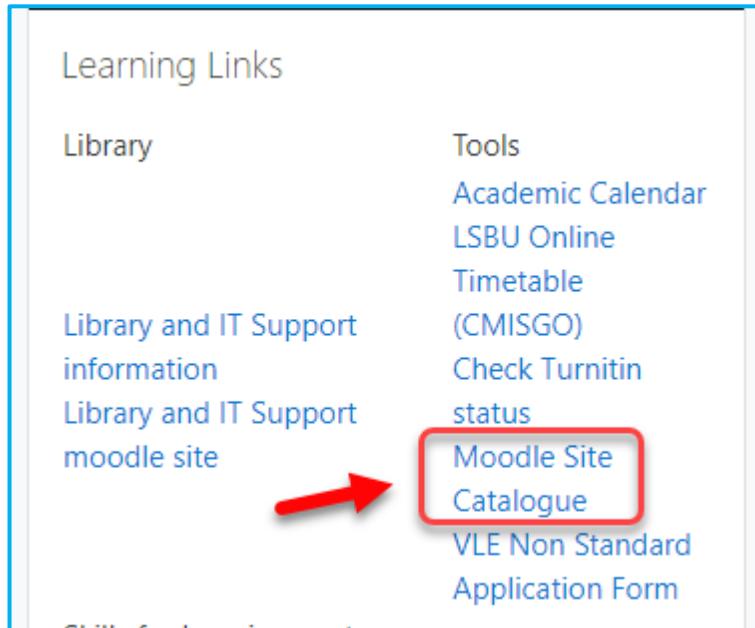 Learning Links
Library
Library and IT Support
information
Library and IT Support
moodle site
Tools
Academic Calendar
LSBU Online
Timetable
(CMISGO)
Check Turnitin
status
Moodle Site
Catalogue
VLE Non Standard
Application Form